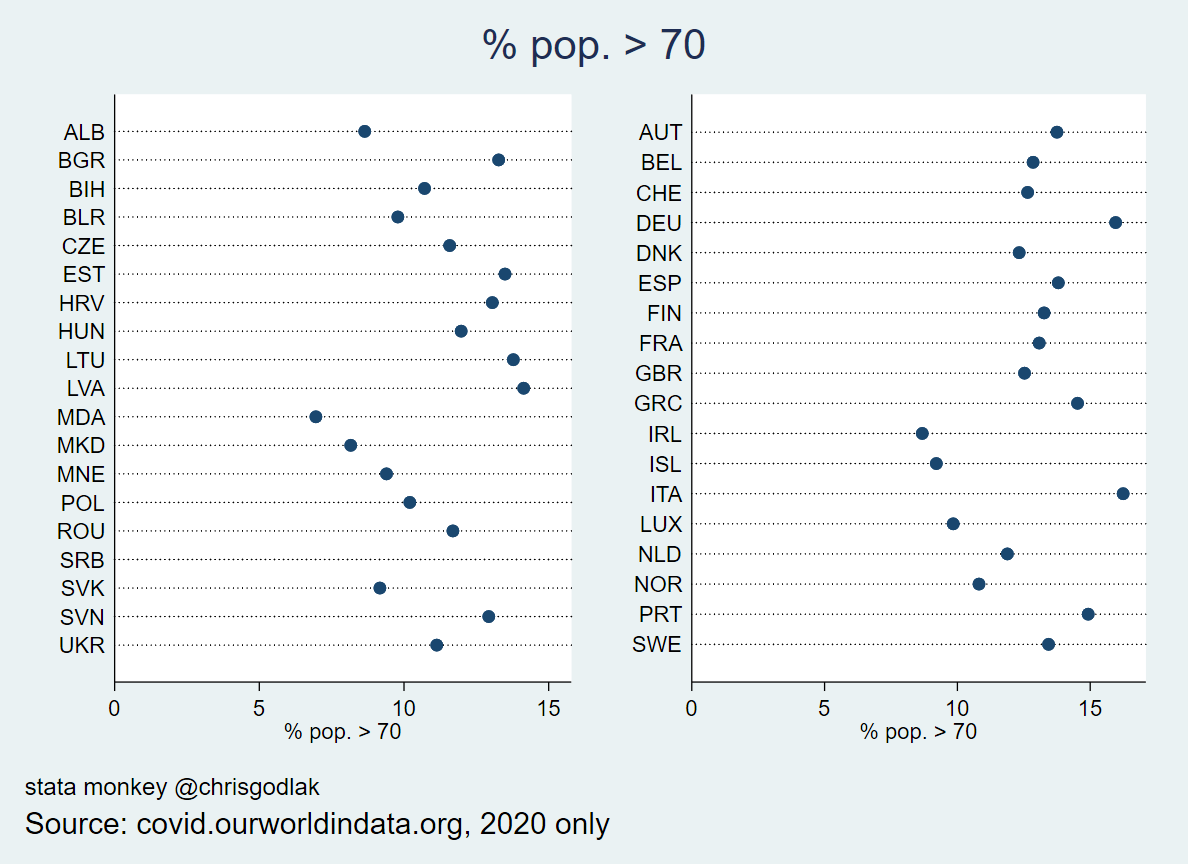 % pop. > 70
ALB
BGR
BIH
BLR
CZE
EST
HRV
HUN
LTU
LVA
MDA
MKD
MNE
POL
ROU
SRB
SVK
SVN
UKR
0 5 10 15
% pop. > 70
AUT
BEL
CHE
DEU
DNK
ESP
FIN
FRA
GBR
GRC
IRL
ISL
ITA
LUX
NLD
NOR
PRT
SWE
0 5 10 15
% pop. > 70
stata monkey @chrisgodlak
Source: covid.ourworldindata.org, 2020 only